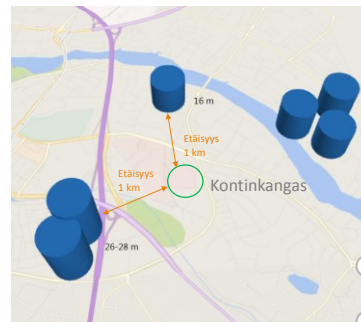 16 m
Etäisyys
1 km
Etäisyys
1 km
Kontinkangas
26-28 m